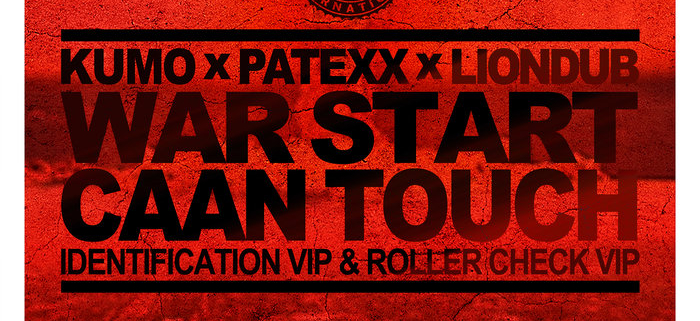 KUMO x PATEXX x LIONDUB
WAR START
CAAN TOUCH
IDENTIFICATION VIP & ROLLER CHECK VIP